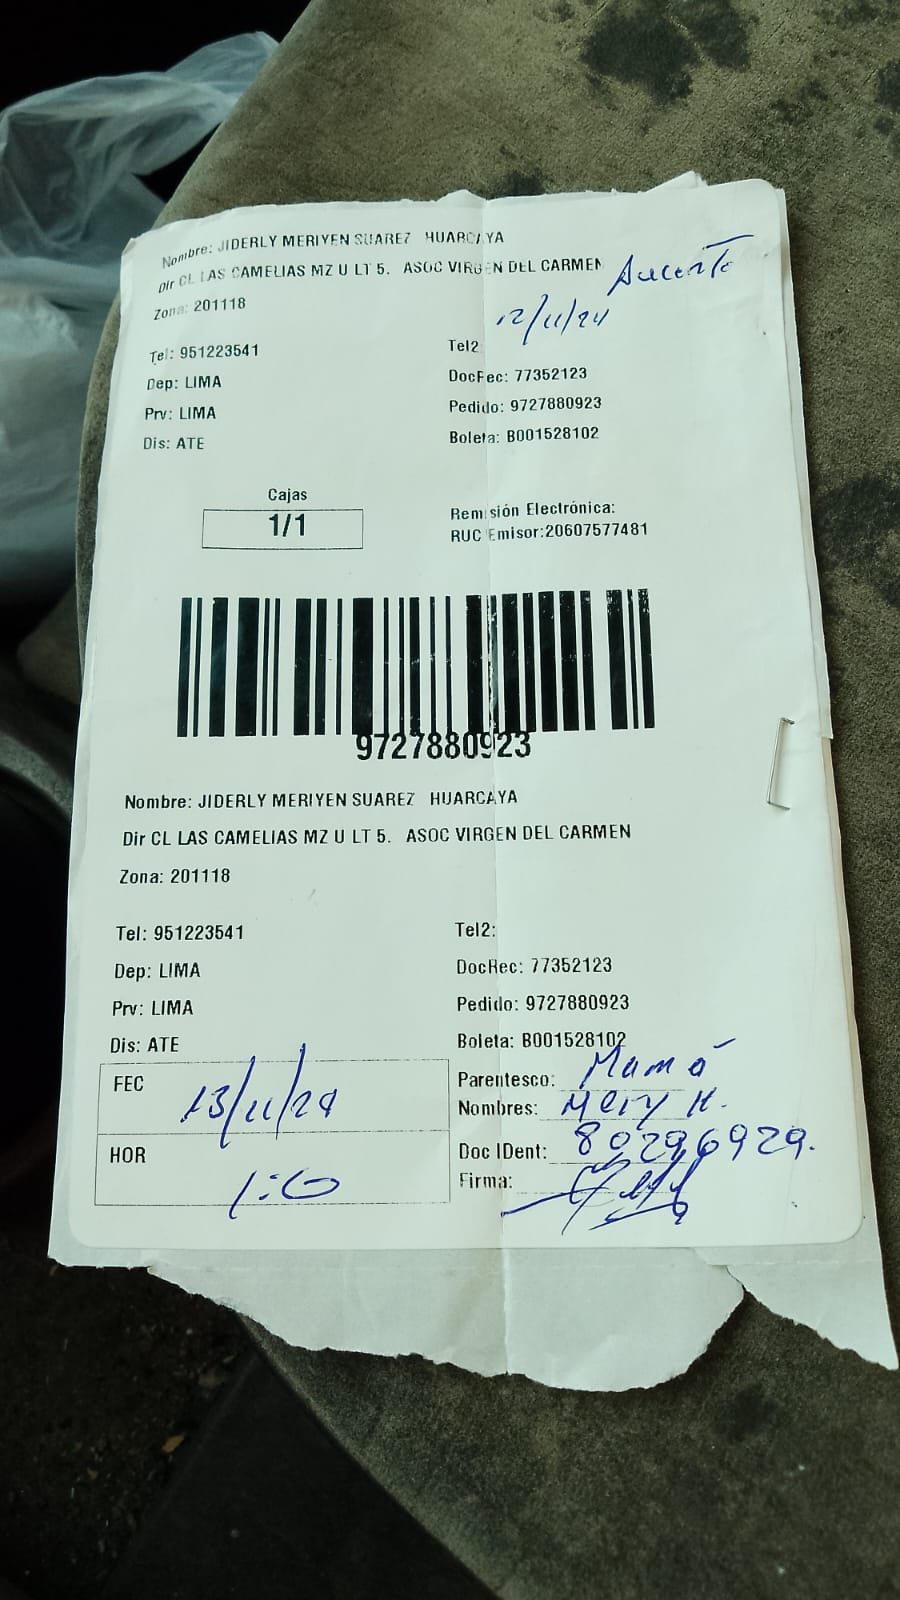 Nombre: JIDERLY MERIYEN SUAREZ HUARCAYA
Dir CL LAS CAMELIAS MZ U LT 5. ASOC VIRGEN DEL CARMEN
Ausente
Zona: 201118
12/11/24
Tel: 951223541
Tel2
Dep: LIMA
DocRec: 77352123
Prv: LIMA
Pedido: 9727880923
Dis: ATE
Boleta: B001528102
Cajas
1/1
Remisión Electrónica:
RUC Emisor:20607577481
9727880923
Nombre: JIDERLY MERIYEN SUAREZ HUARCAYA
Dir CL LAS CAMELIAS MZ U LT 5. ASOC VIRGEN DEL CARMEN
Zona: 201118
Tel: 951223541
Tel2:
Dep: LIMA
DocRec: 77352123
Prv: LIMA
Pedido: 9727880923
Dis: ATE
Boleta: B001528102
FEC 13/11/24
Parentesco: Mamá
Nombres: Mery H.
HOR
Doc IDent: 80296929.
Firma: